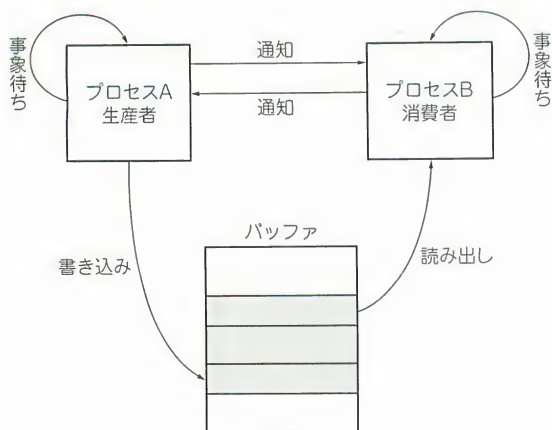 事象待ち
プロセスA
生産者
通知
通知
プロセスB
消費者
事象待ち
書き込み
バッファ
読み出し